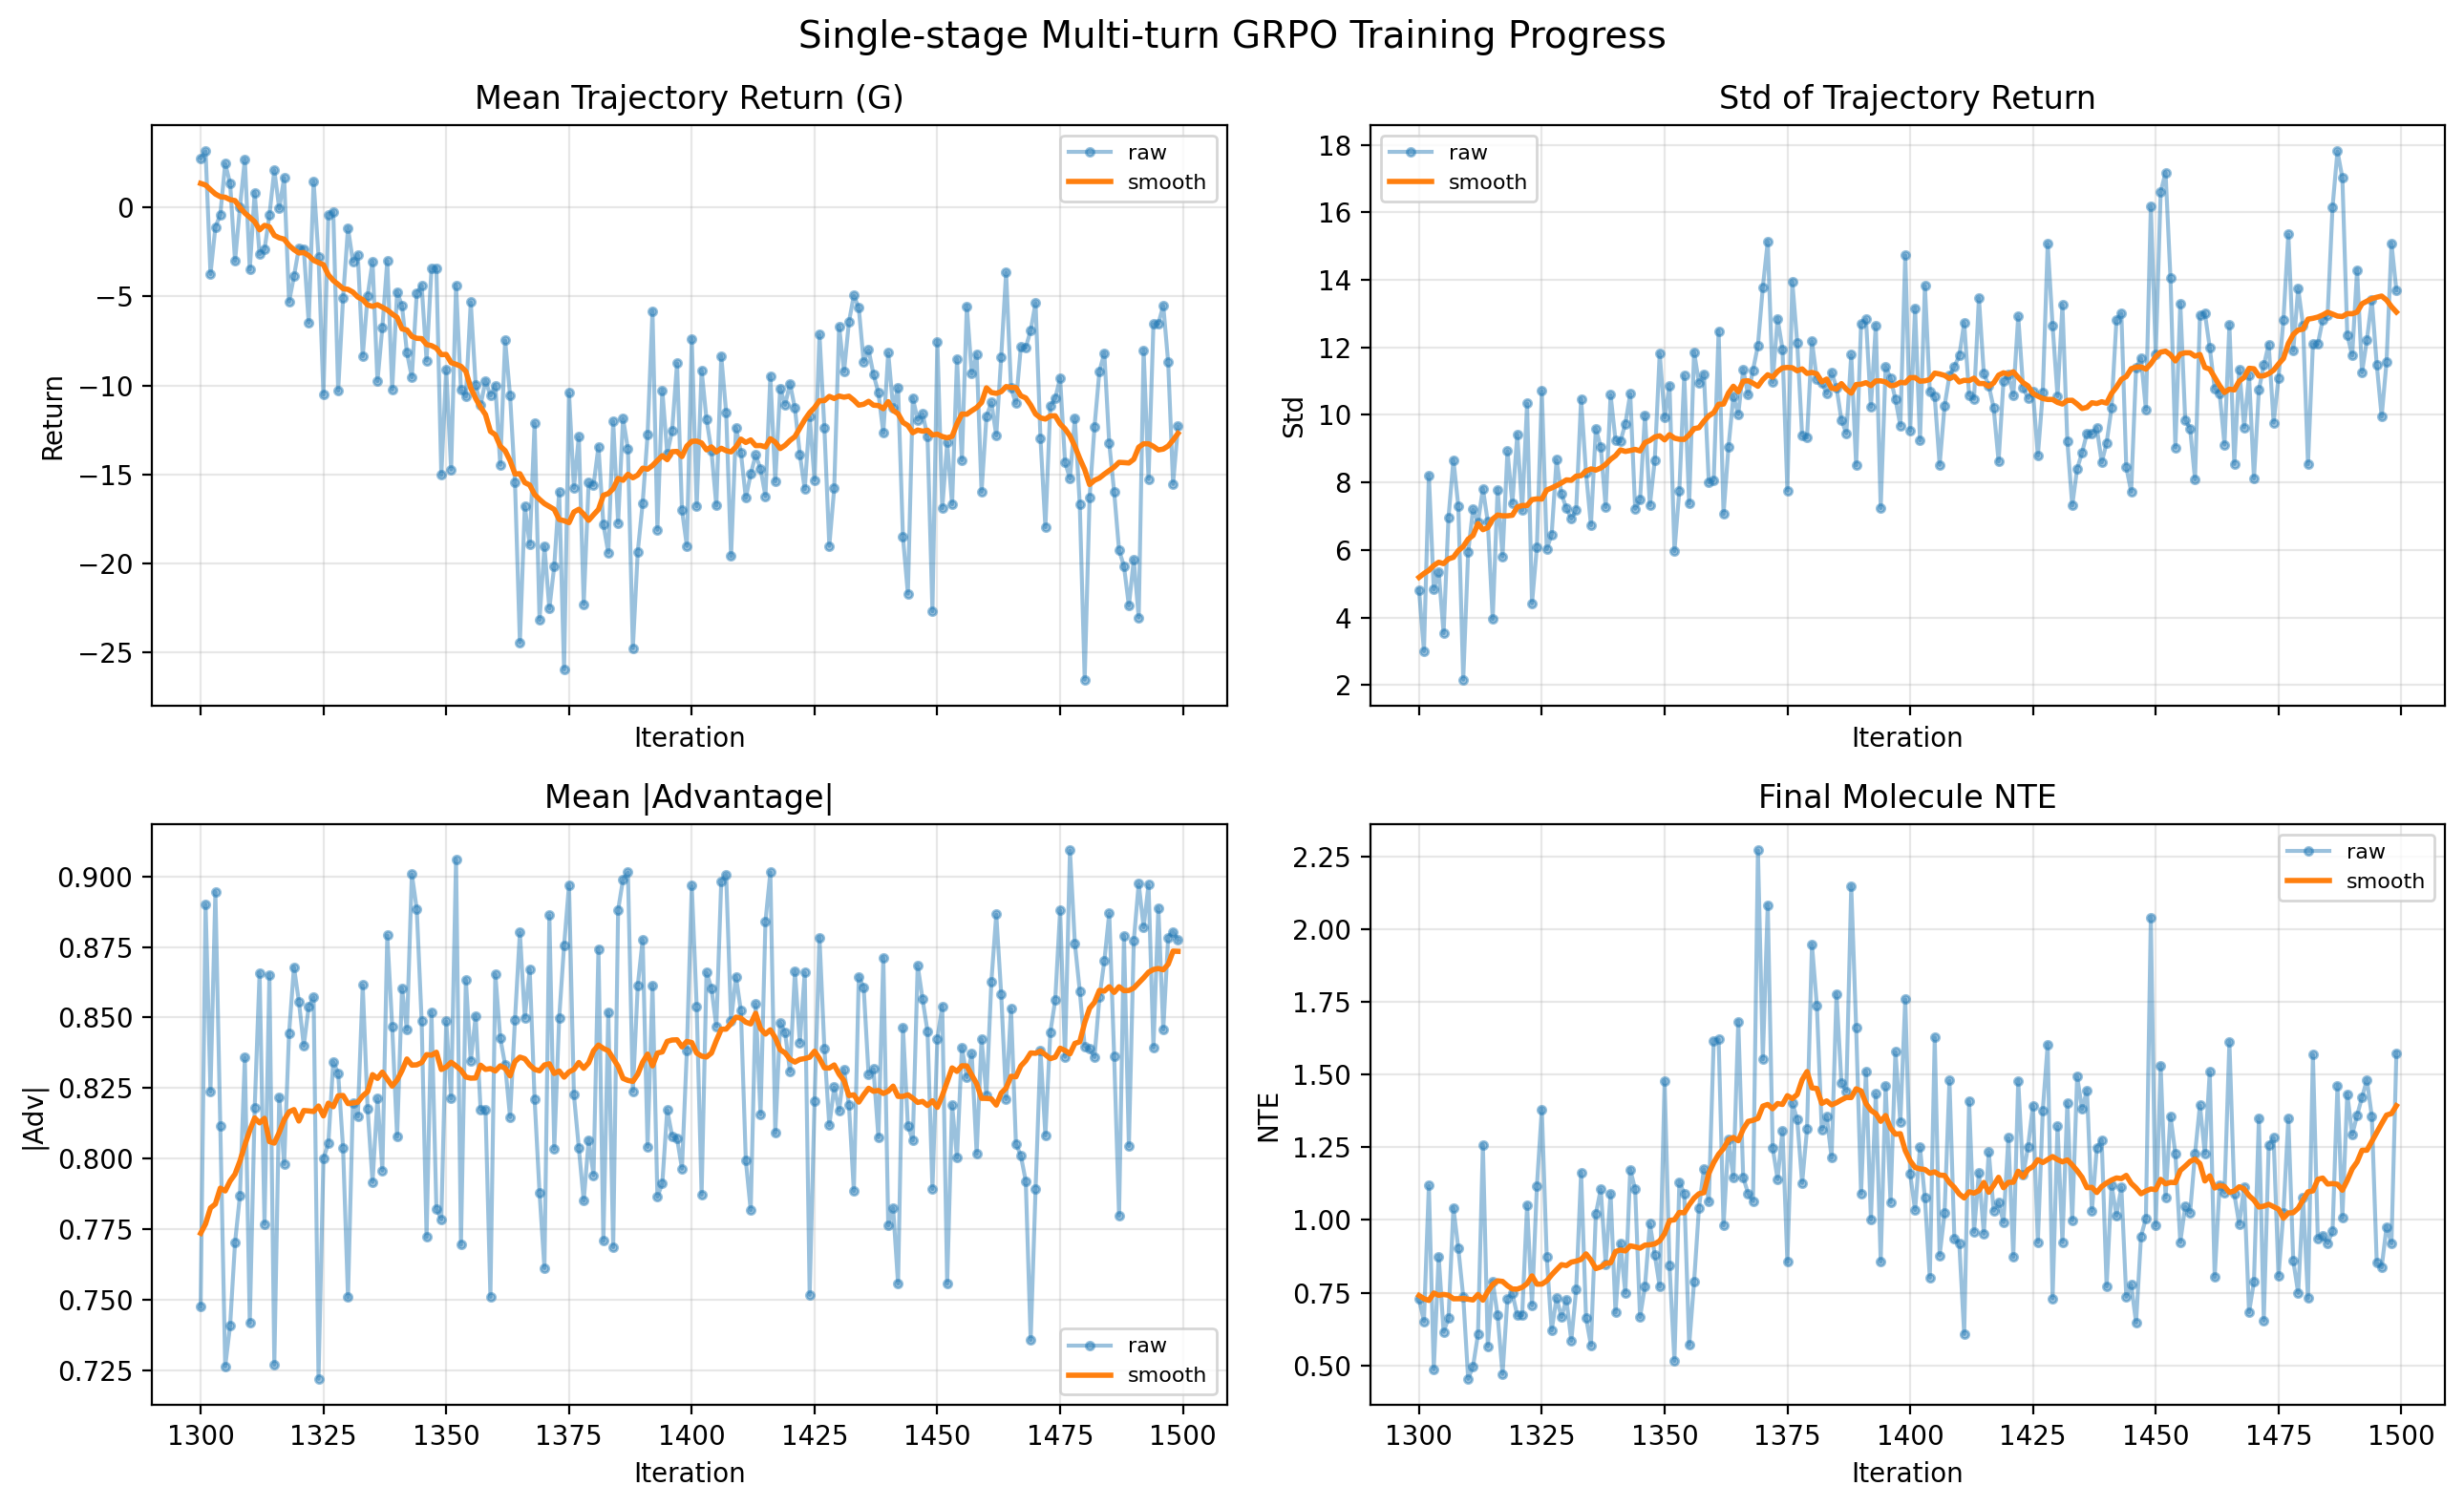 Single-stage Multi-turn GRPO Training Progress
Mean Trajectory Return (G)
raw
smooth
Return
0
−5
−10
−15
−20
−25
Iteration
Std of Trajectory Return
raw
smooth
Std
18
16
14
12
10
8
6
4
2
Iteration
Mean |Advantage|
raw
smooth
|Adv|
0.900
0.875
0.850
0.825
0.800
0.775
0.750
0.725
1300 1325 1350 1375 1400 1425 1450 1475 1500
Iteration
Final Molecule NTE
raw
smooth
NTE
2.25
2.00
1.75
1.50
1.25
1.00
0.75
0.50
1300 1325 1350 1375 1400 1425 1450 1475 1500
Iteration